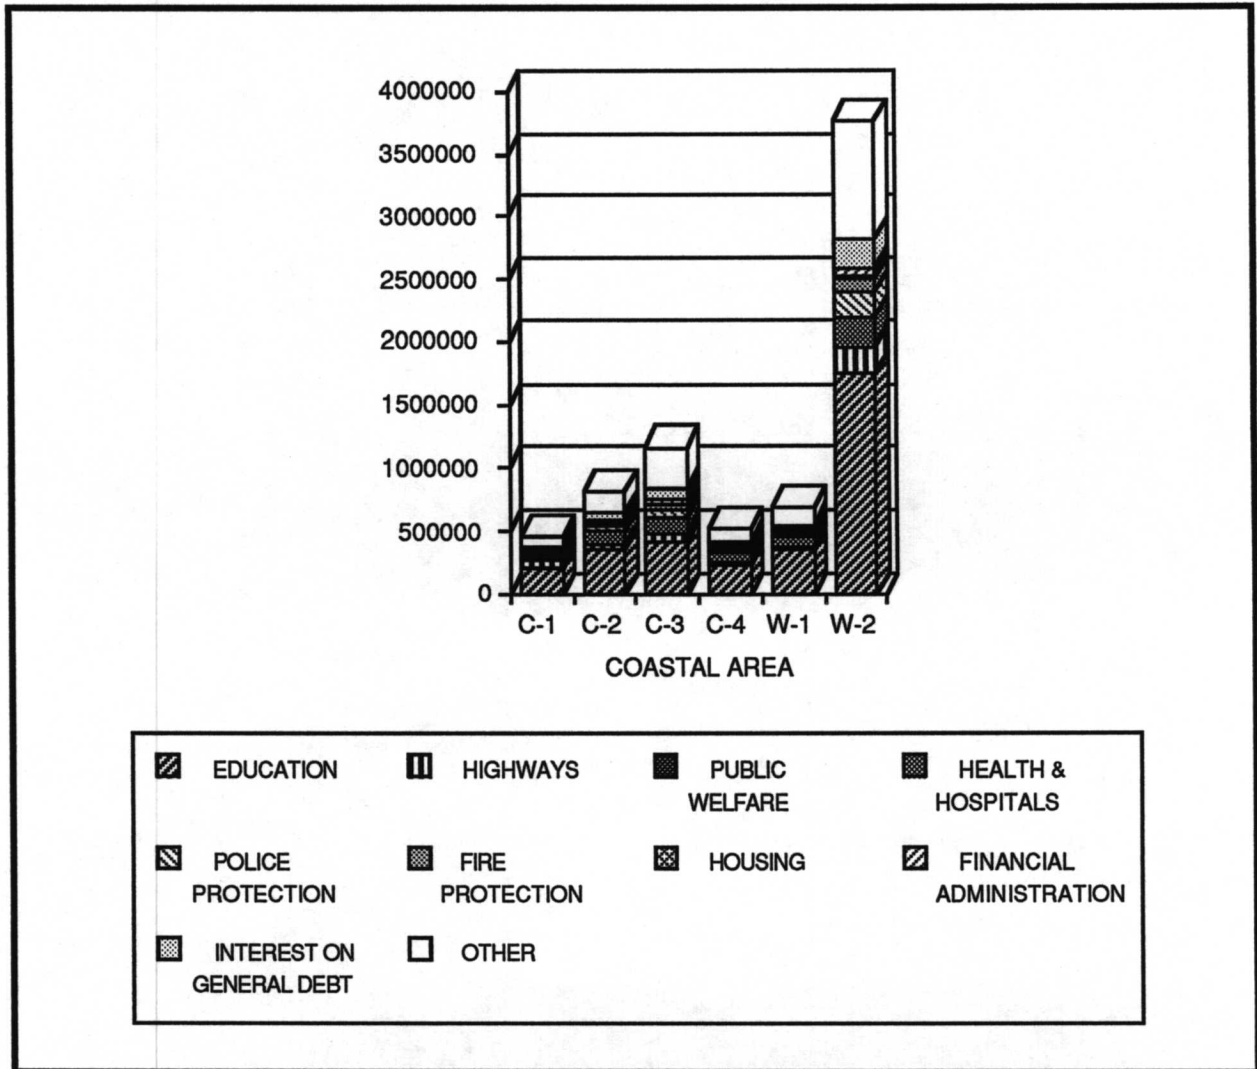 4000000
3500000
3000000
2500000
2000000
1500000
1000000
500000
0
C-1 C-2 C-3 C-4 W-1 W-2
COASTAL AREA
EDUCATION HIGHWAYS PUBLIC WELFARE HEALTH & HOSPITALS
POLICE PROTECTION FIRE PROTECTION HOUSING FINANCIAL ADMINISTRATION
INTEREST ON GENERAL DEBT OTHER